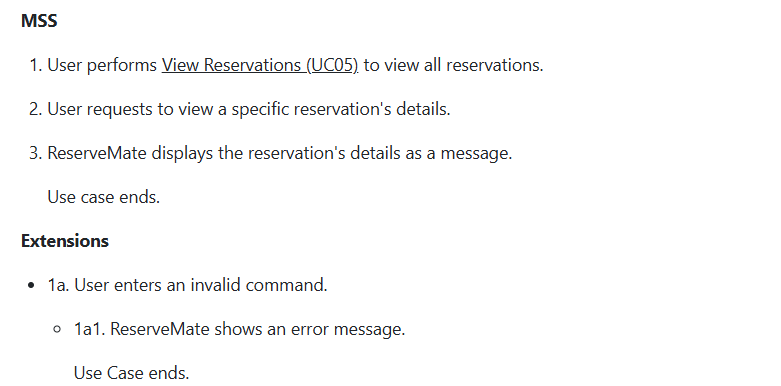 MSS
1. User performs View Reservations (UC05) to view all reservations.
2. User requests to view a specific reservation's details.
3. ReserveMate displays the reservation's details as a message.
Use case ends.
Extensions
• 1a. User enters an invalid command.
◦ 1a1. ReserveMate shows an error message.
Use Case ends.